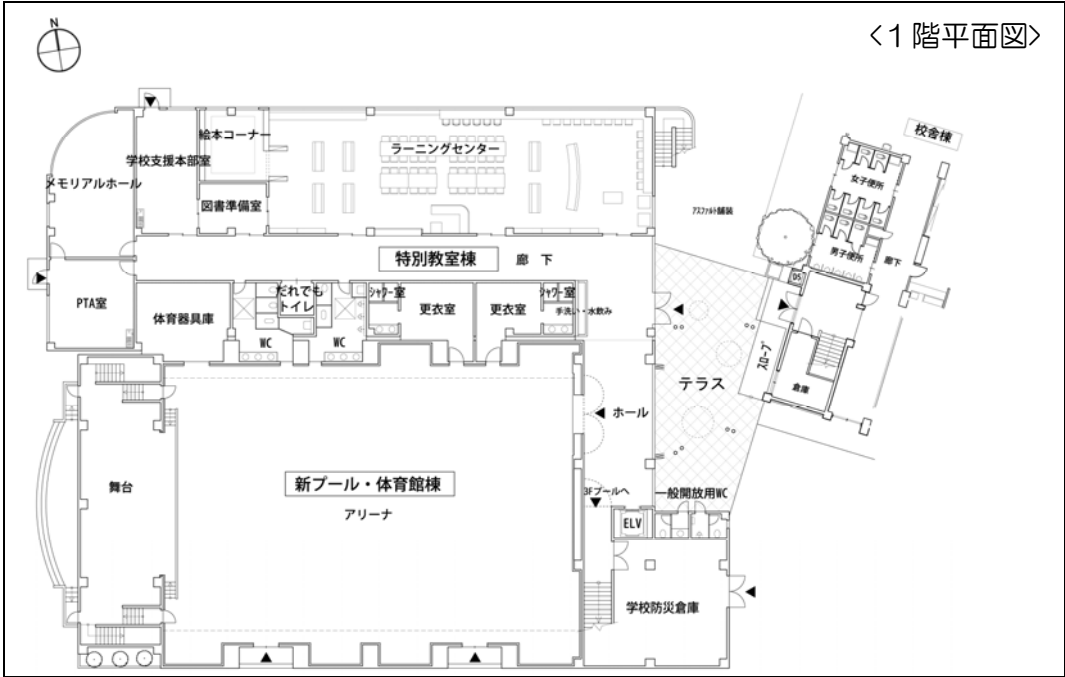 N
<1階平面図>
校舎棟
絵本コーナー
ラーニングセンター
学校支援本部室
メモリアルホール
図書準備室
アスファルト舗装
女子便所
男子便所
廊下
特別教室棟
廊 下
DS
PTA室
体育器具庫
だれでも
トイレ
シャワー室
更衣室
更衣室
シャワー室
手洗い・水飲み
WC
WC
スロープ
倉庫
テラス
ホール
舞台
新プール・体育館棟
アリーナ
3Fプールへ
一般開放用WC
ELV
学校防災倉庫